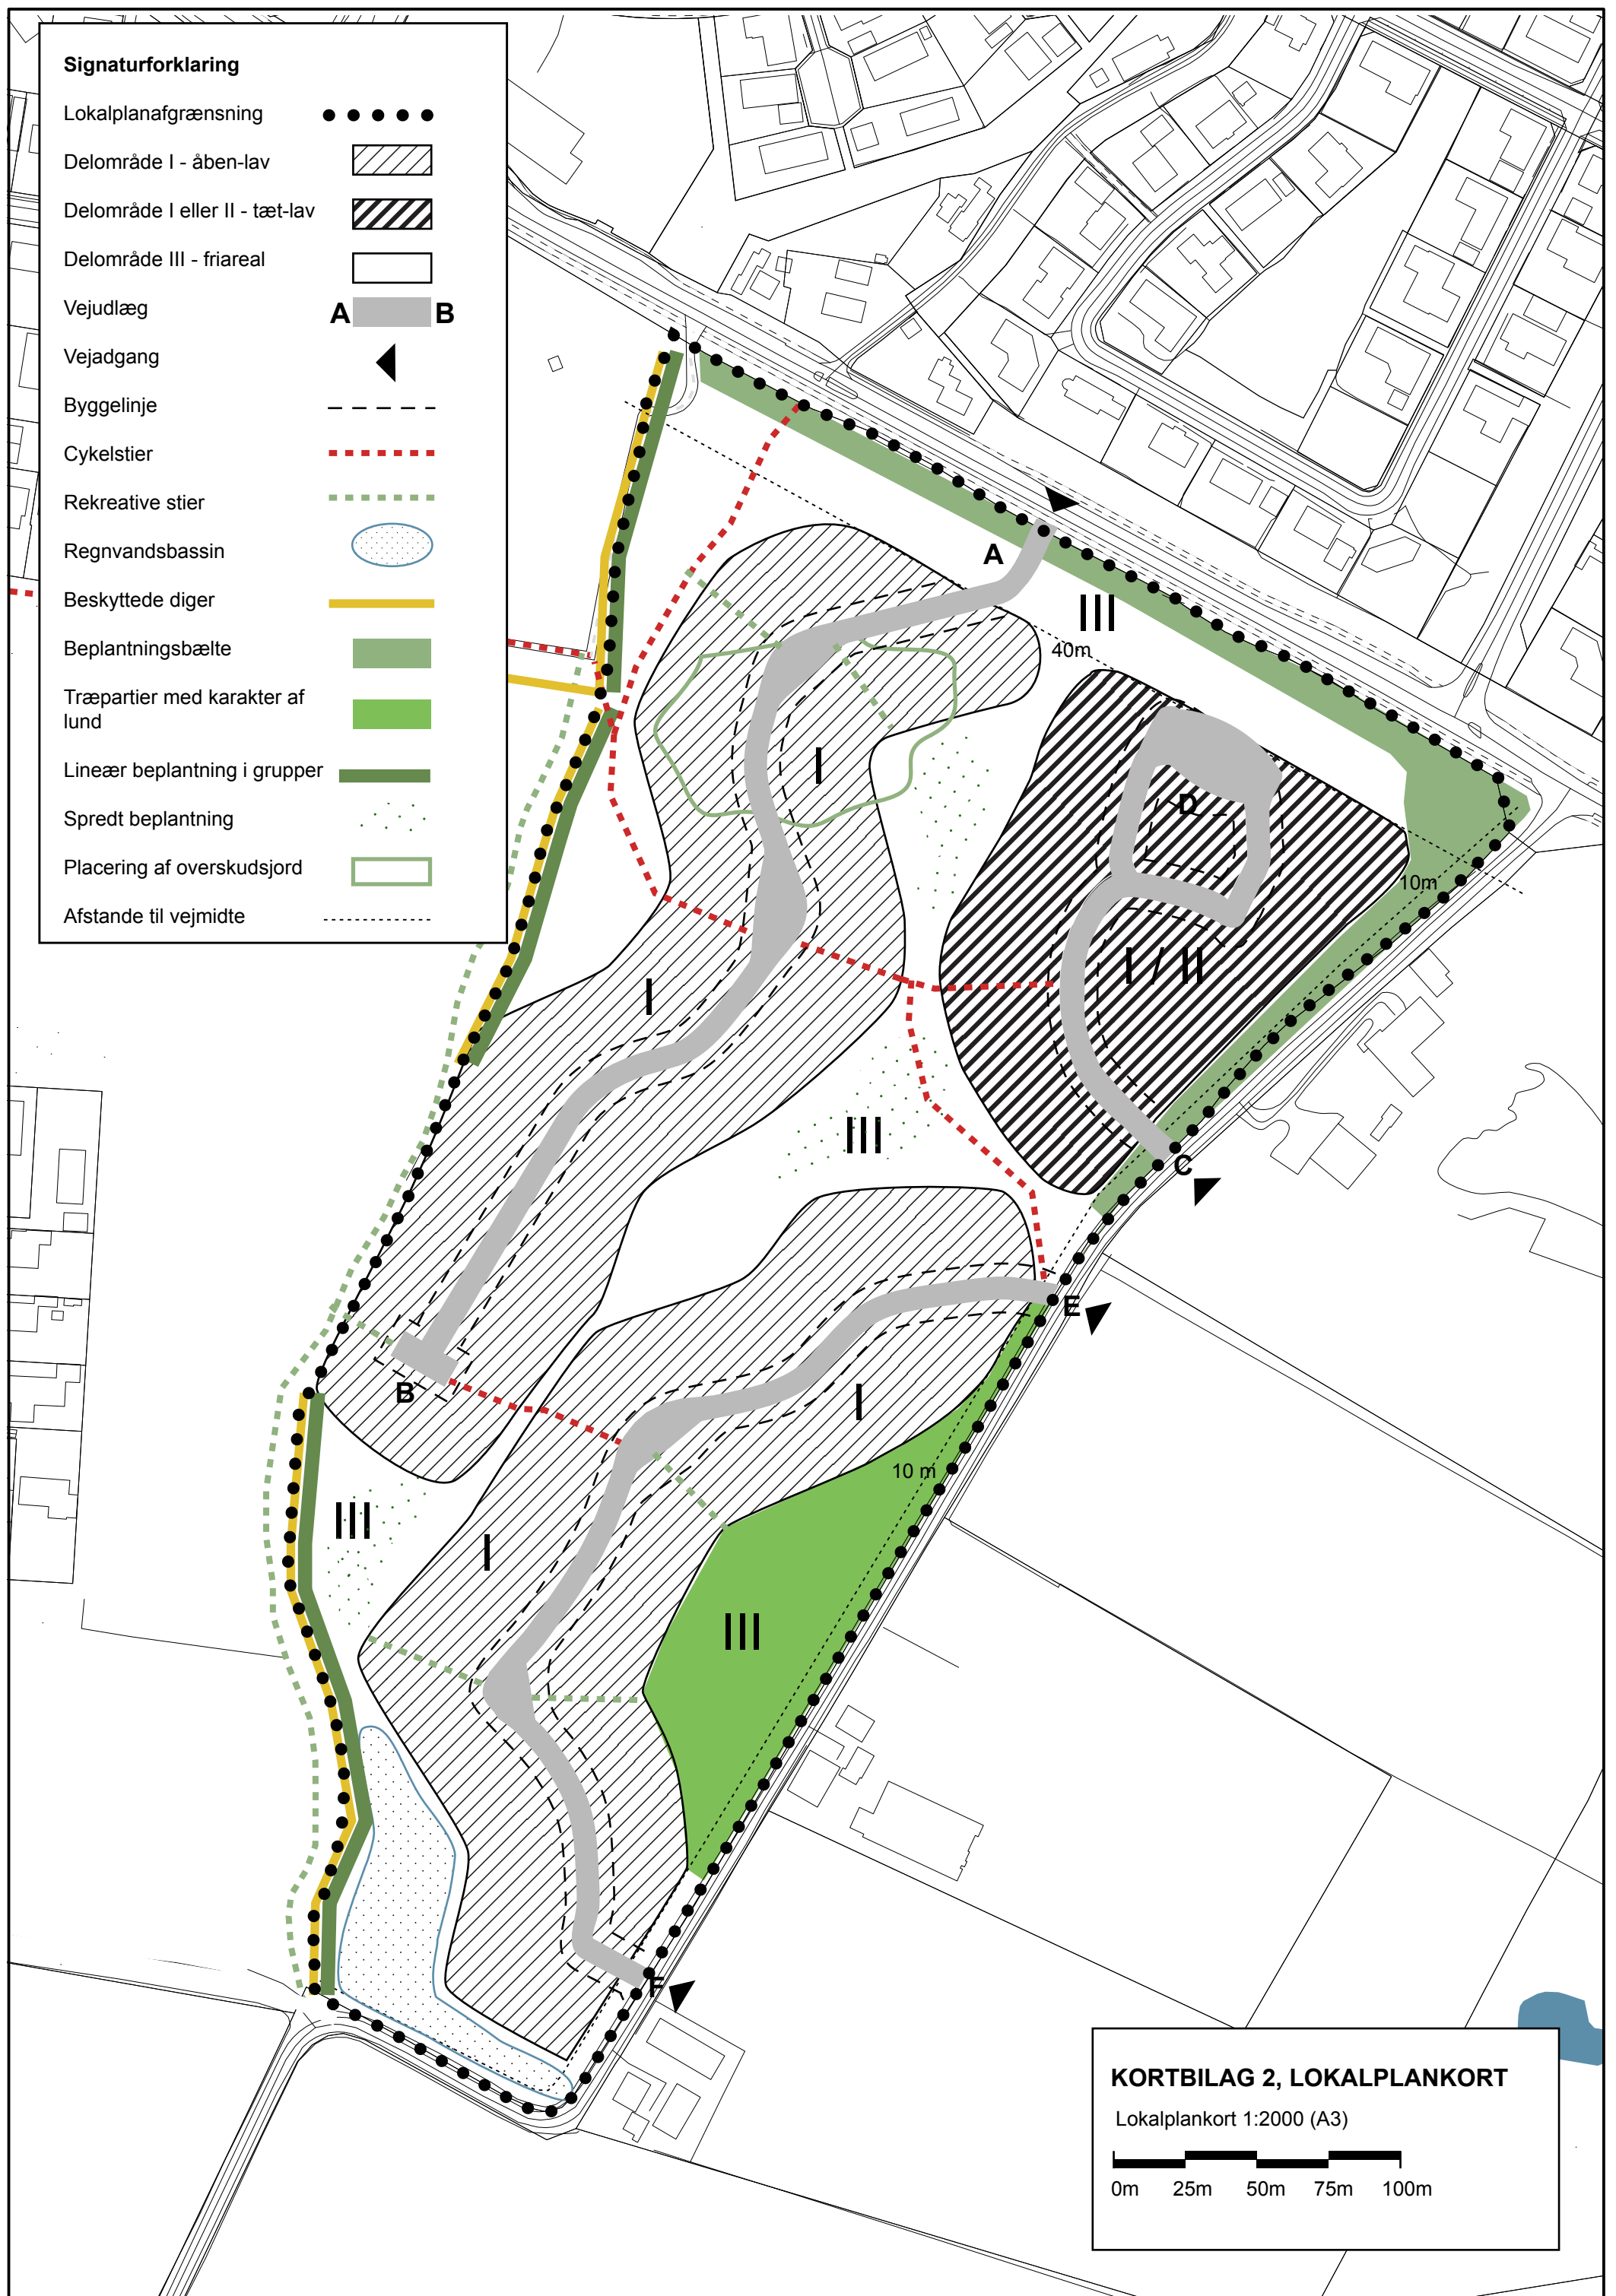 Signaturforklaring
Lokalplanafgrænsning
Delområde I - åben-lav
Delområde I eller II - tæt-lav
Delområde III - friareal
Vejudlæg A B
Vejadgang
Byggelinje
Cykelstier
Rekreative stier
Regnvandsbassin
Beskyttede diger
Beplantningsbælte
Træpartier med karakter af
lund
Lineær beplantning i grupper
Spredt beplantning
Placering af overskudsjord
Afstande til vejmidte
A
III
40m
I
D
10m
I / II
I
III
C
E
B
I
10 m
III
I
III
F
KORTBILAG 2, LOKALPLANKORT
Lokalplankort 1:2000 (A3)
0m 25m 50m 75m 100m